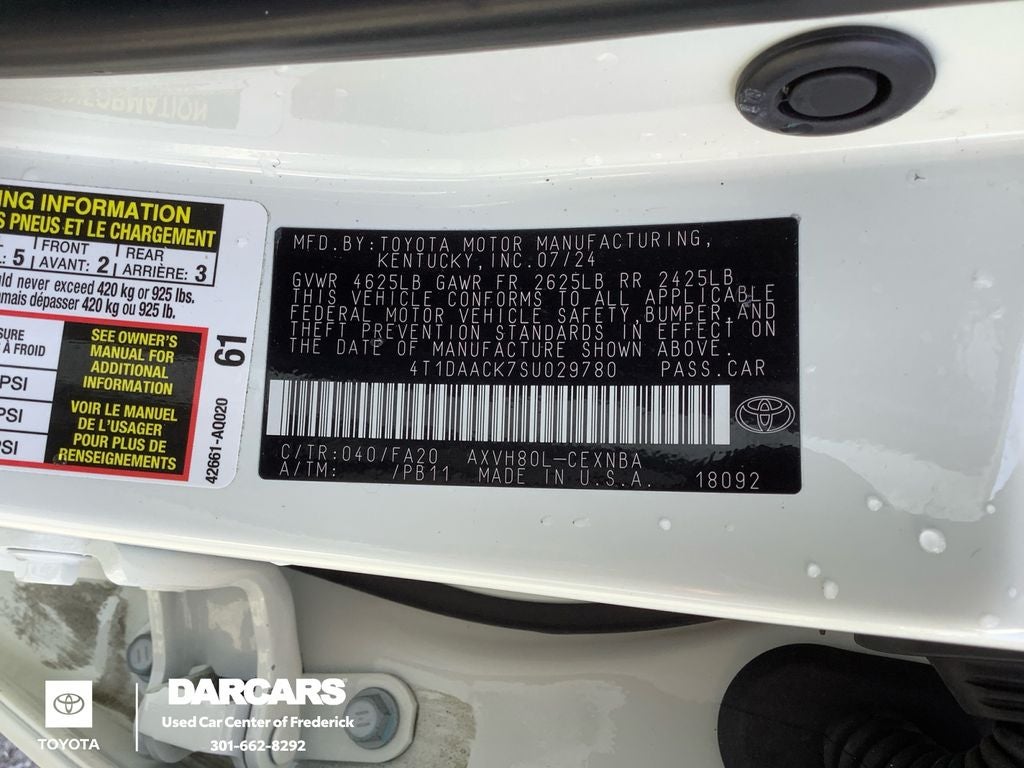 NG INFORMATION
S PNEUS ET LE CHARGEMENT
5 FRONT AVANT: 2 REAR ARRIÈRE: 3
never exceed 420 kg or 925 lbs.
dépasser 420 kg ou 925 lb.
À FROID
PSI
PSI
PSI
SEE OWNER'S
MANUAL FOR
ADDITIONAL
INFORMATION
VOIR LE MANUEL
DE L'USAGER
POUR PLUS DE
RENSEIGNEMENTS
61
42661-AQ020
MFD.BY:TOYOTA MOTOR MANUFACTURING,
KENTUCKY,INC.07/24
GVWR 4625LB GAWR FR 2625LB RR 2425LB
THIS VEHICLE CONFORMS TO ALL APPLICABLE
FEDERAL MOTOR VEHICLE SAFETY,BUMPER,AND
THEFT PREVENTION STANDARDS IN EFFECT ON
THE DATE OF MANUFACTURE SHOWN ABOVE.
4T1DAACK7SU029780 PASS.CAR
C/TR:040/FA20 AXVH80L-CEXNBA
A/TM: /PB11 MADE IN U.S.A. 18092
TOYOTA
DARCARS
Used Car Center of Frederick
301-662-8292